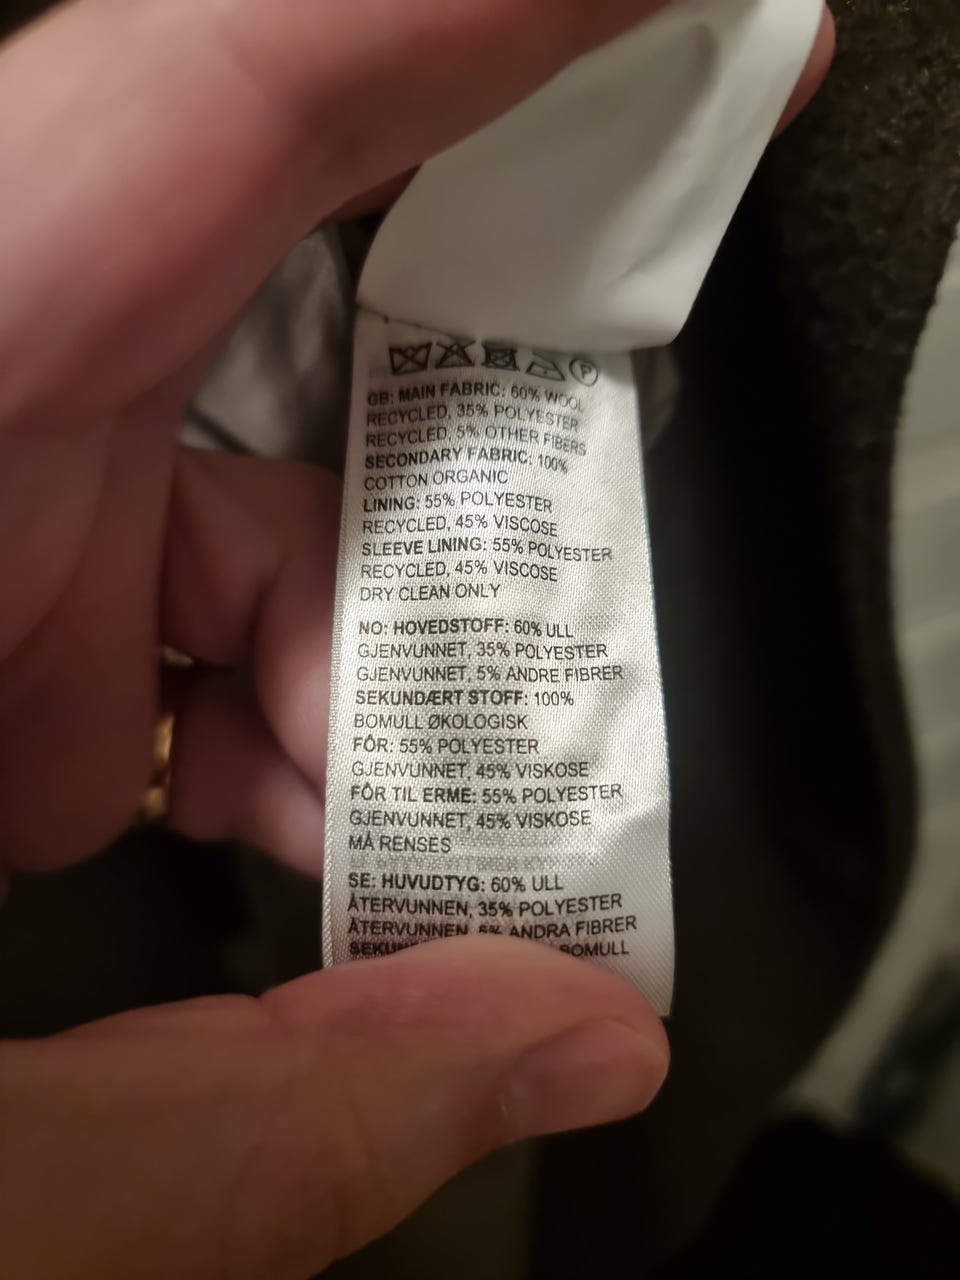 P
GB: MAIN FABRIC: 60% WOOL
RECYCLED, 35% POLYESTER
RECYCLED, 5% OTHER FIBERS
SECONDARY FABRIC: 100%
COTTON ORGANIC
LINING: 55% POLYESTER
RECYCLED, 45% VISCOSE
SLEEVE LINING: 55% POLYESTER
RECYCLED, 45% VISCOSE
DRY CLEAN ONLY
NO: HOVEDSTOFF: 60% ULL
GJENVUNNET, 35% POLYESTER
GJENVUNNET, 5% ANDRE FIBRER
SEKUNDÆRT STOFF: 100%
BOMULL ØKOLOGISK
FÔR: 55% POLYESTER
GJENVUNNET, 45% VISKOSE
FÔR TIL ERME: 55% POLYESTER
GJENVUNNET, 45% VISKOSE
MÅ RENSES
SE: HUVUDTYG: 60% ULL
ÅTERVUNNEN, 35% POLYESTER
ÅTERVUNNEN, 5% ANDRA FIBRER
BOMULL